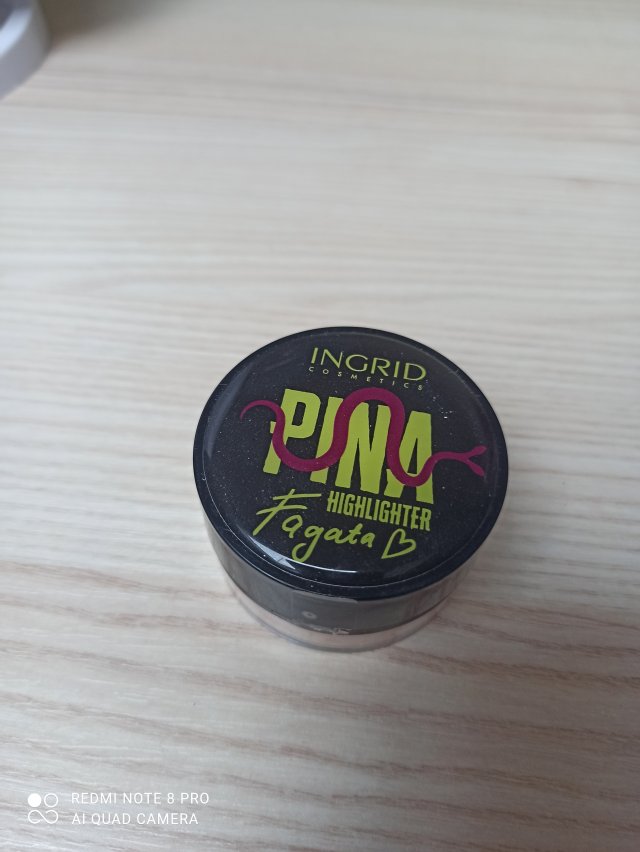 INGRID
COSMETICS
PINA
HIGHLIGHTER
Fagata
REDMI NOTE 8 PRO
AI QUAD CAMERA